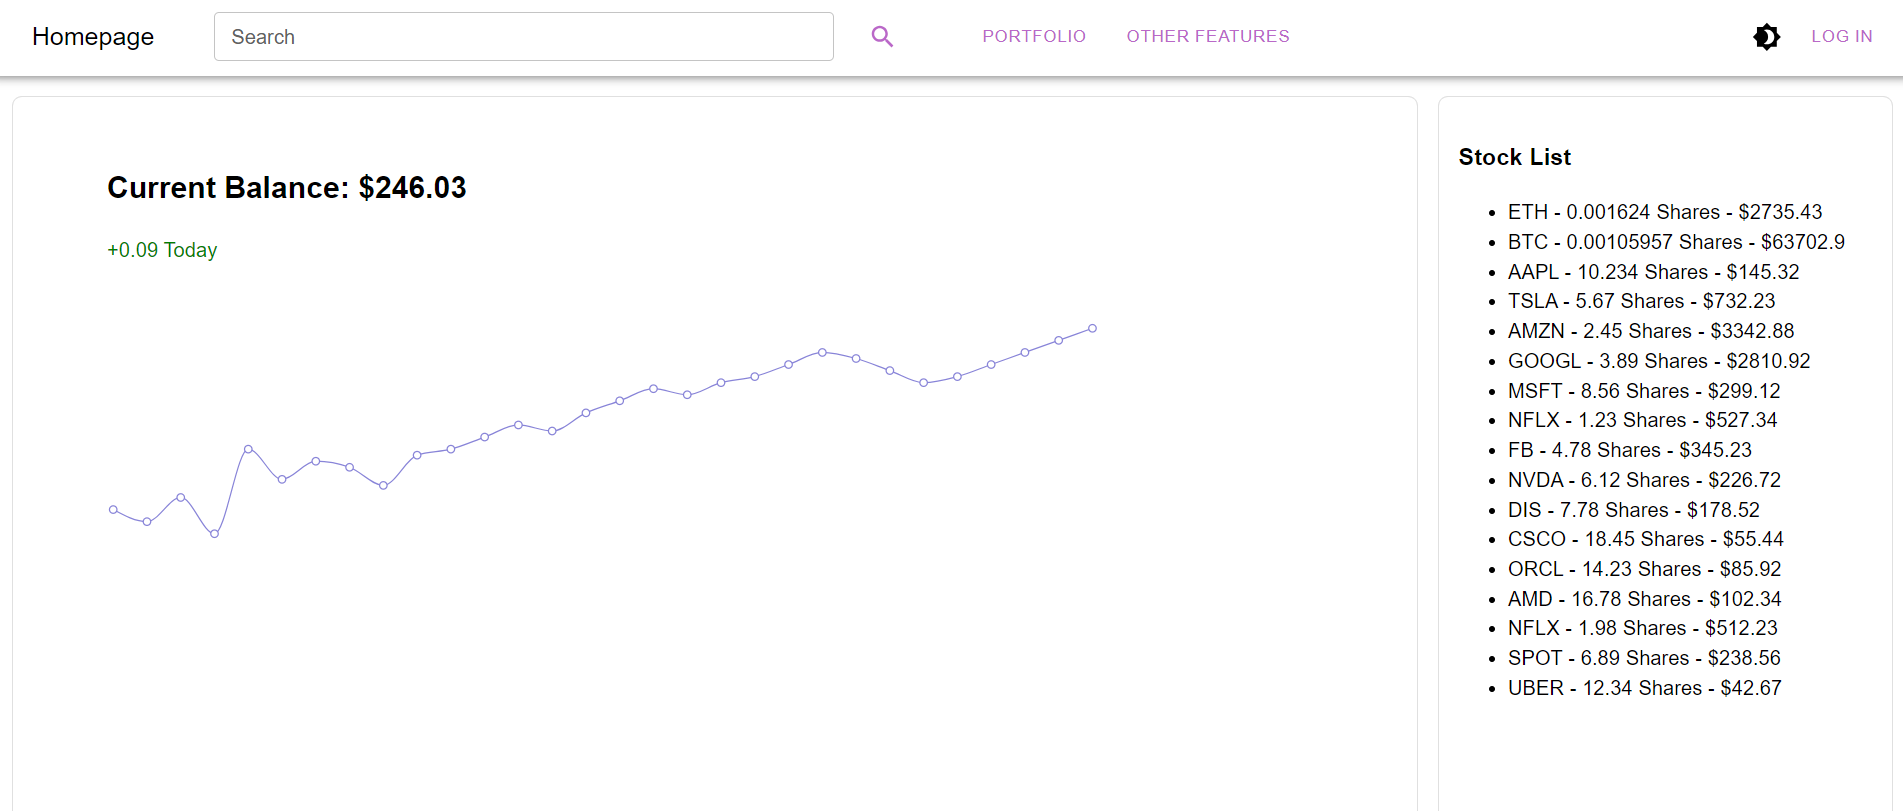 Homepage
Search
PORTFOLIO
OTHER FEATURES
LOG IN
Current Balance: $246.03
+0.09 Today
Stock List
ETH - 0.001624 Shares - $2735.43
BTC - 0.00105957 Shares - $63702.9
AAPL - 10.234 Shares - $145.32
TSLA - 5.67 Shares - $732.23
AMZN - 2.45 Shares - $3342.88
GOOGL - 3.89 Shares - $2810.92
MSFT - 8.56 Shares - $299.12
NFLX - 1.23 Shares - $527.34
FB - 4.78 Shares - $345.23
NVDA - 6.12 Shares - $226.72
DIS - 7.78 Shares - $178.52
CSCO - 18.45 Shares - $55.44
ORCL - 14.23 Shares - $85.92
AMD - 16.78 Shares - $102.34
NFLX - 1.98 Shares - $512.23
SPOT - 6.89 Shares - $238.56
UBER - 12.34 Shares - $42.67